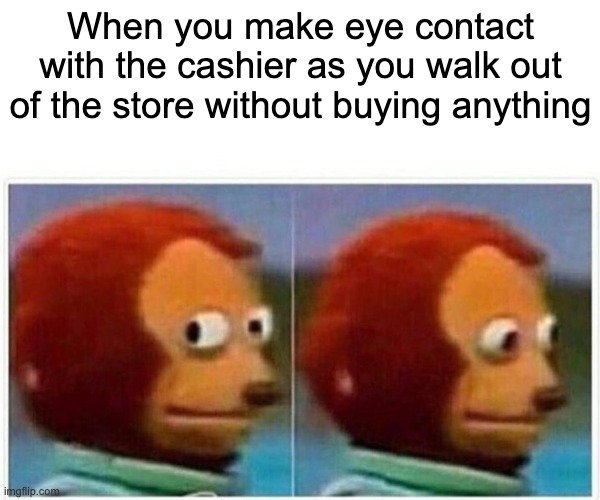 When you make eye contact
with the cashier as you walk out
of the store without buying anything
imgflip.com